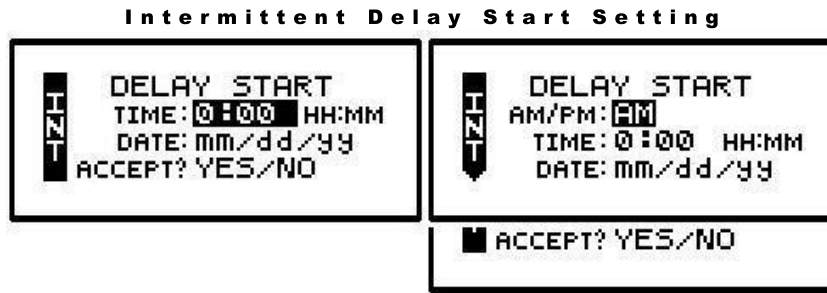 Intermittent Delay Start Setting
INT
DELAY START
TIME: 0:00 HH:MM
DATE: mm/dd/yy
ACCEPT? YES/NO
INT
DELAY START
AM/PM: AM
TIME: 0:00 HH:MM
DATE: mm/dd/yy
ACCEPT? YES/NO